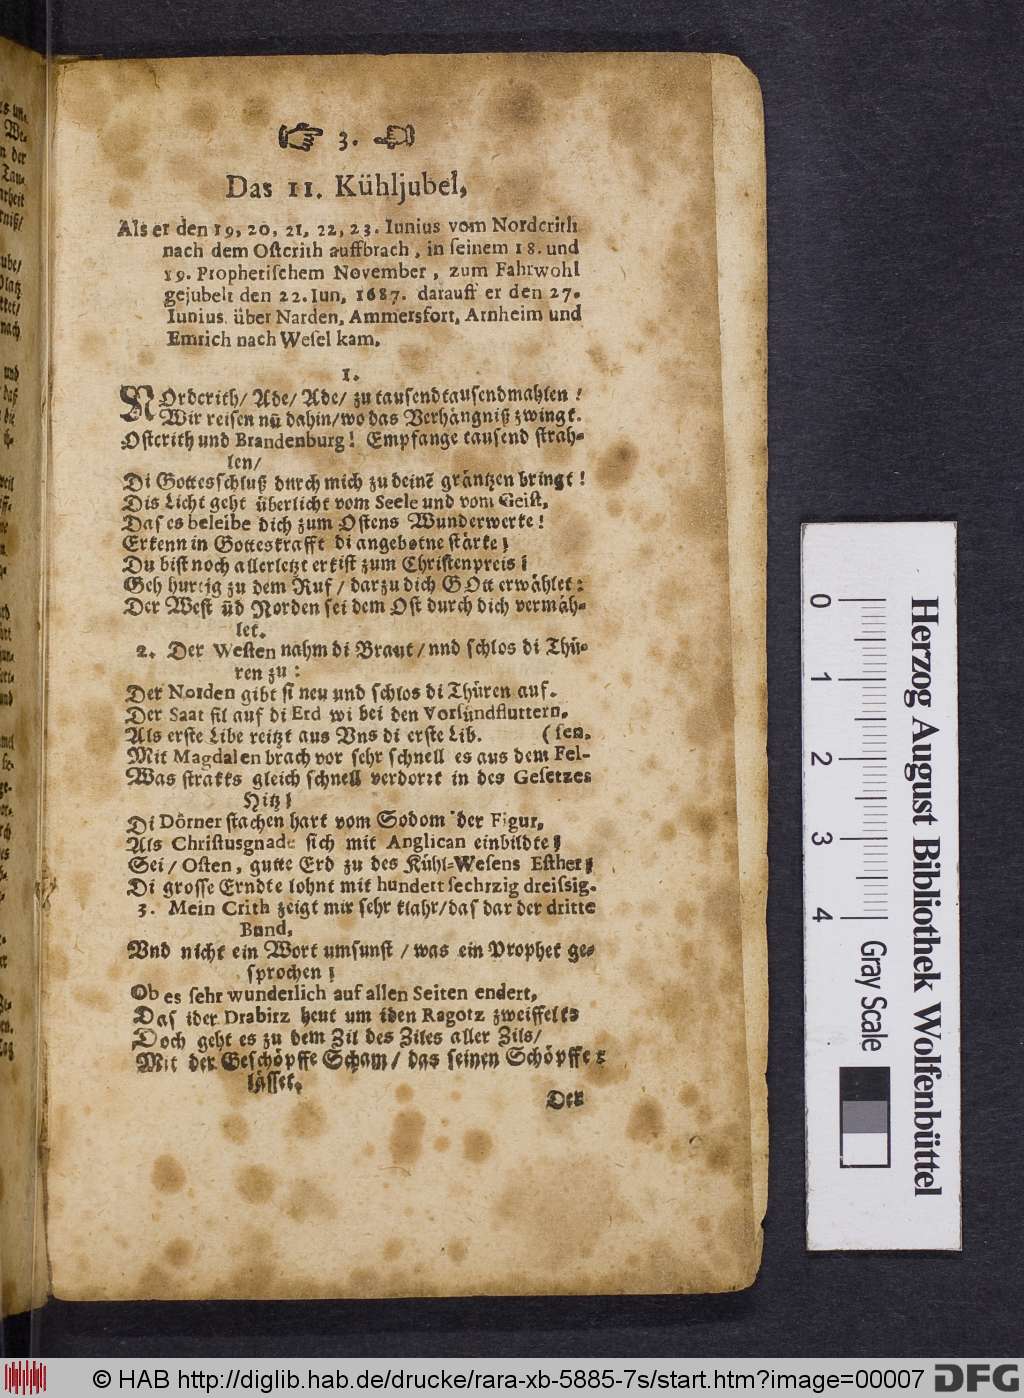 3.
Das 11. Kühljubel,
Als er den 19, 20, 21, 22, 23. Iunius vom Nordcrith
nach dem Ostcrith auffbrach, in seinem 18. und
19. Prophetischem November, zum Fahrwohl
gejubelt den 22. Iun, 1687. darauff er den 27.
Iunius über Narden, Ammersfort, Arnheim und
Emrich nach Wesel kam.
1.
NOrdcrith/ Ade/ Ade/ zu tausendtausendmahlen!
Wir reisen nū dahin/ wo das Verhängniß zwingt.
Ostcrith und Brandenburg! Empfange tausend strah-
len/
Di Gottesschluß durch mich zu deinē gräntzen bringt!
Dis Licht geht überlicht vom Seele und vom Geist,
Das es beleibe dich zum Ostens Wunderwerke!
Erkenn in Gotteskrafft di angebotne stärke;
Du bist noch allerletzt erkist zum Christenpreis!
Geh hurtig zu dem Ruf/ darzu dich GOtt erwählet:
Der West ūd Norden sei dem Ost durch dich vermäh-
let.
2. Der Westen nahm di Braut/ nnd schlos di Thü-
ren zu:
Der Norden gibt si neu und schlos di Thüren auf.
Der Saat fil auf di Erd wi bei den Vorsündfluttern,
Als erste Libe reitzt aus Vns di erste Lib. (sen.
Mit Magdalen brach vor sehr schnell es aus dem Fel-
Was strakks gleich schnell verdorrt in des Gesetzes
Hitz!
Di Dörner stachen hart vom Sodom der Figur,
Als Christusgnade sich mit Anglican einbildte;
Sei/ Osten, gutte Erd zu des Kühl-Wesens Esther;
Di grosse Erndte lohnt mit hundert sechrzig dreissig.
3. Mein Crith zeigt mir sehr klahr/ das dar der dritte
Bund,
Vnd nicht ein Wort umsunst/ was ein Prophet ge-
sprochen!
Ob es sehr wunderlich auf allen Seiten endert,
Das ider Drabitz heut um iden Ragotz zweiffelts
Doch geht es zu dem Zil des Ziles aller Zils/
Mit der Geschöpffe Scham/ das seinen Schöpffer
lässet.
Der
0 1 2 3 4
Herzog August Bibliothek Wolfenbüttel
Gray Scale
© HAB http://diglib.hab.de/drucke/rara-xb-5885-7s/start.htm?image=00007
DFG